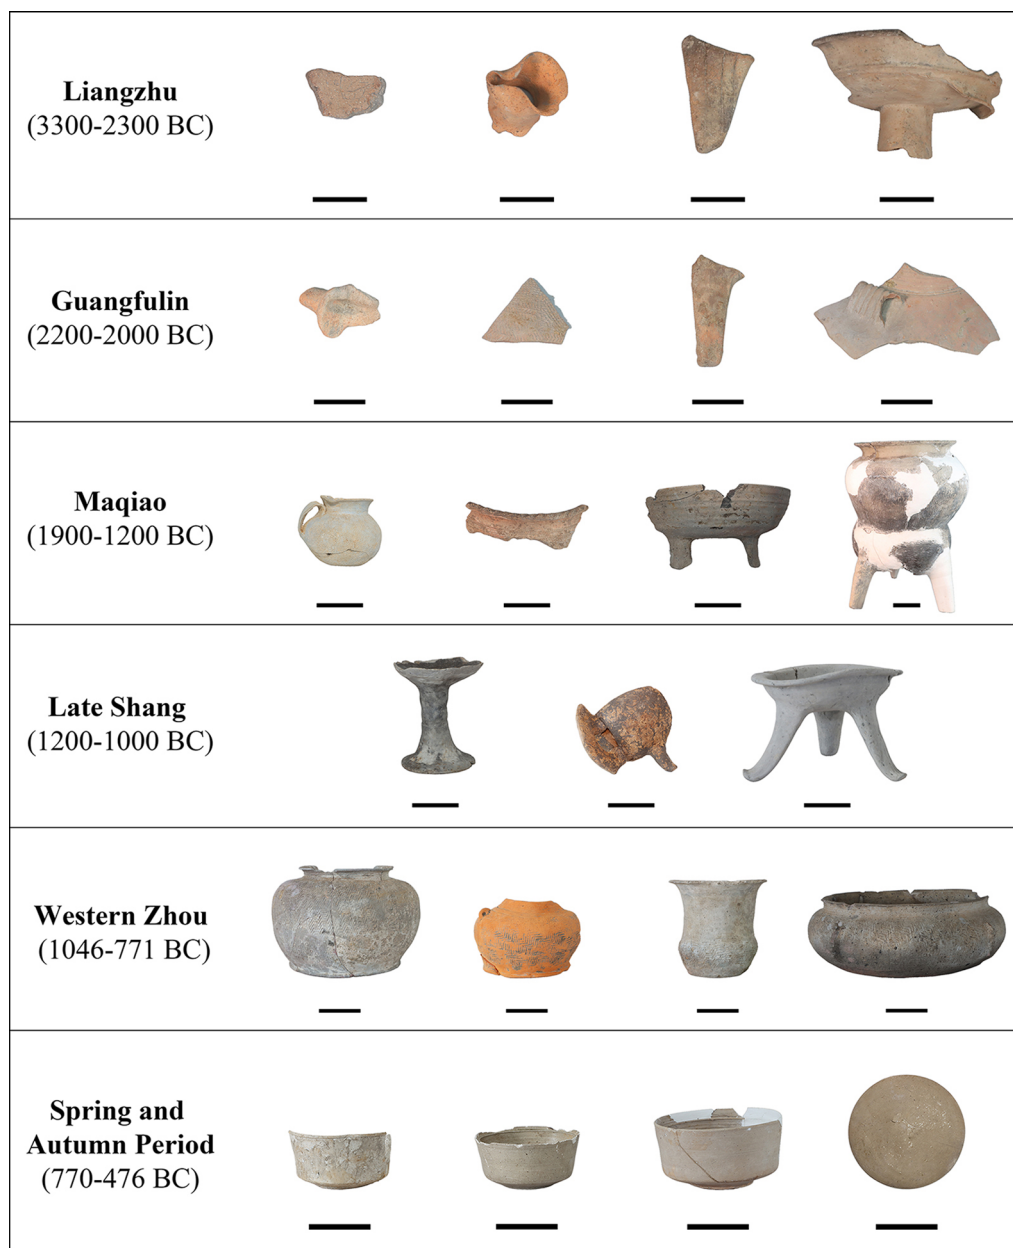 Liangzhu
(3300-2300 BC)
Guangfulin
(2200-2000 BC)
Maqiao
(1900-1200 BC)
Late Shang
(1200-1000 BC)
Western Zhou
(1046-771 BC)
Spring and
Autumn Period
(770-476 BC)